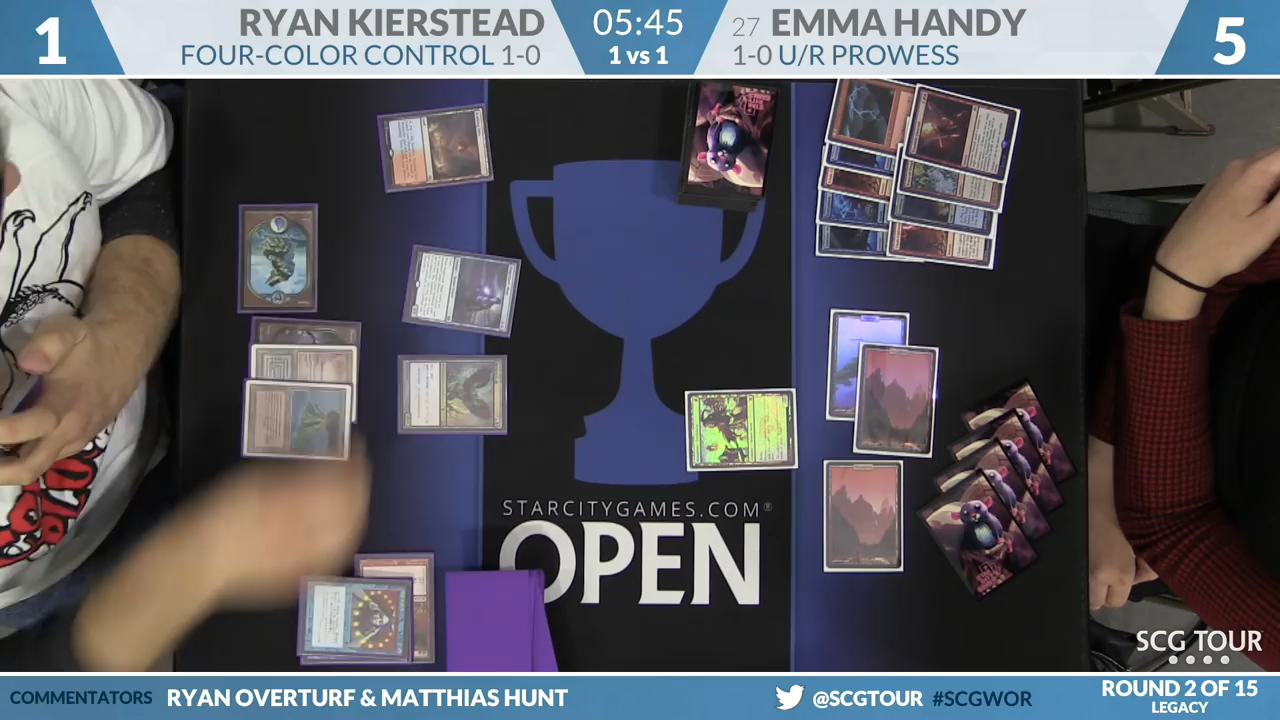 1
RYAN KIERSTEAD
FOUR-COLOR CONTROL 1-0
05:45
1 vs 1
27 EMMA HANDY
1-0 U/R PROWESS
5
STARCITYGAMES.COM®
OPEN
SCG TOUR
COMMENTATORS RYAN OVERTURF & MATTHIAS HUNT
@SCGTOUR #SCGWOR
ROUND 2 OF 15
LEGACY